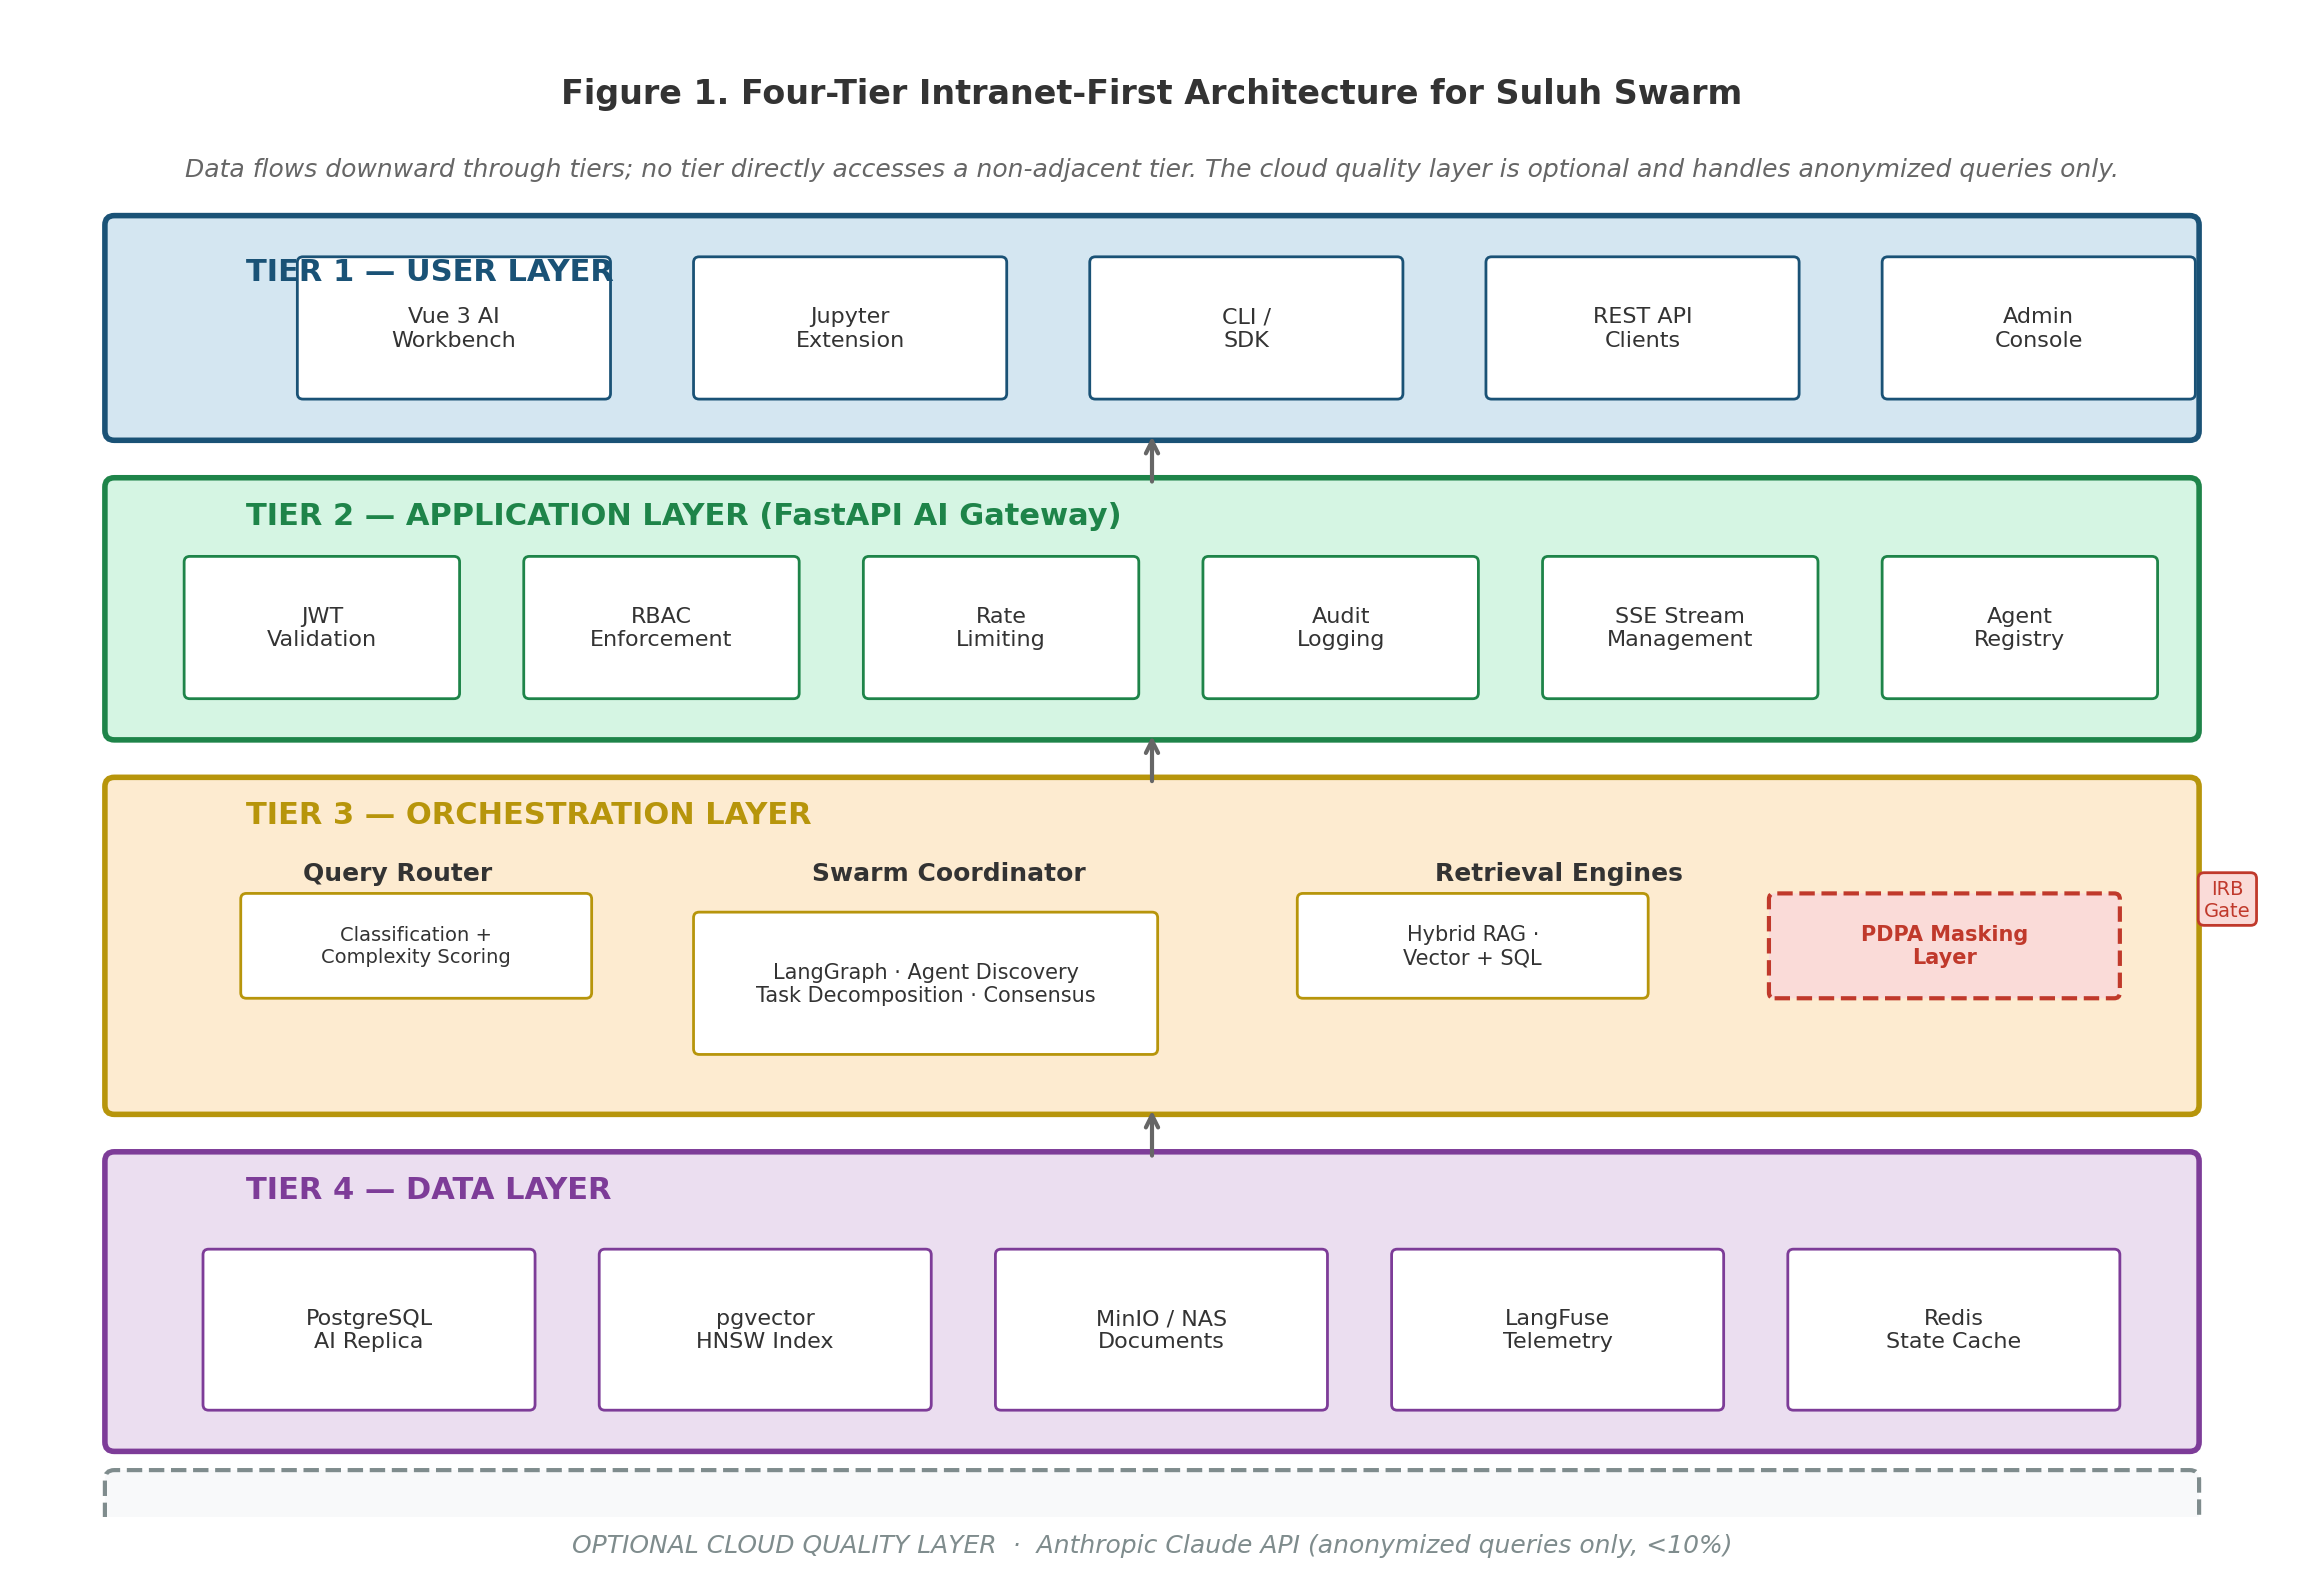 Figure 1. Four-Tier Intranet-First Architecture for Suluh Swarm
Data flows downward through tiers; no tier directly accesses a non-adjacent tier. The cloud quality layer is optional and handles anonymized queries only.
TIER 1 — USER LAYER
Vue 3 AI
Workbench
Jupyter
Extension
CLI /
SDK
REST API
Clients
Admin
Console
TIER 2 — APPLICATION LAYER (FastAPI AI Gateway)
JWT
Validation
RBAC
Enforcement
Rate
Limiting
Audit
Logging
SSE Stream
Management
Agent
Registry
TIER 3 — ORCHESTRATION LAYER
Query Router
Classification +
Complexity Scoring
Swarm Coordinator
LangGraph · Agent Discovery
Task Decomposition · Consensus
Retrieval Engines
Hybrid RAG ·
Vector + SQL
PDPA Masking
Layer
IRB
Gate
TIER 4 — DATA LAYER
PostgreSQL
AI Replica
pgvector
HNSW Index
MinIO / NAS
Documents
LangFuse
Telemetry
Redis
State Cache
OPTIONAL CLOUD QUALITY LAYER · Anthropic Claude API (anonymized queries only, <10%)